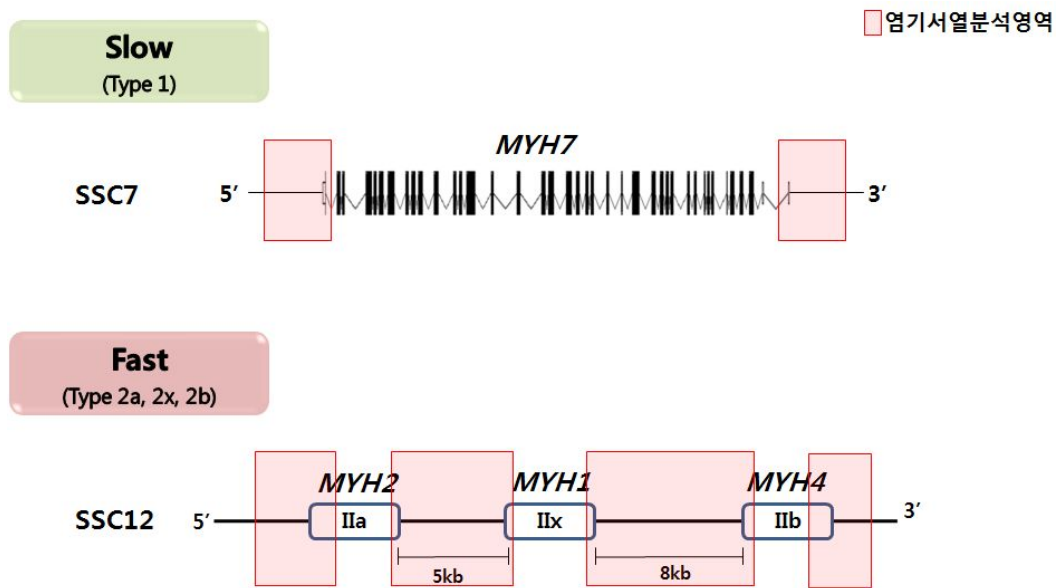 염기서열분석영역
Slow
(Type 1)
MYH7
SSC7 5′ 3′
Fast
(Type 2a, 2x, 2b)
MYH2 MYH1 MYH4
SSC12 5′ IIa IIx IIb 3′
5kb 8kb